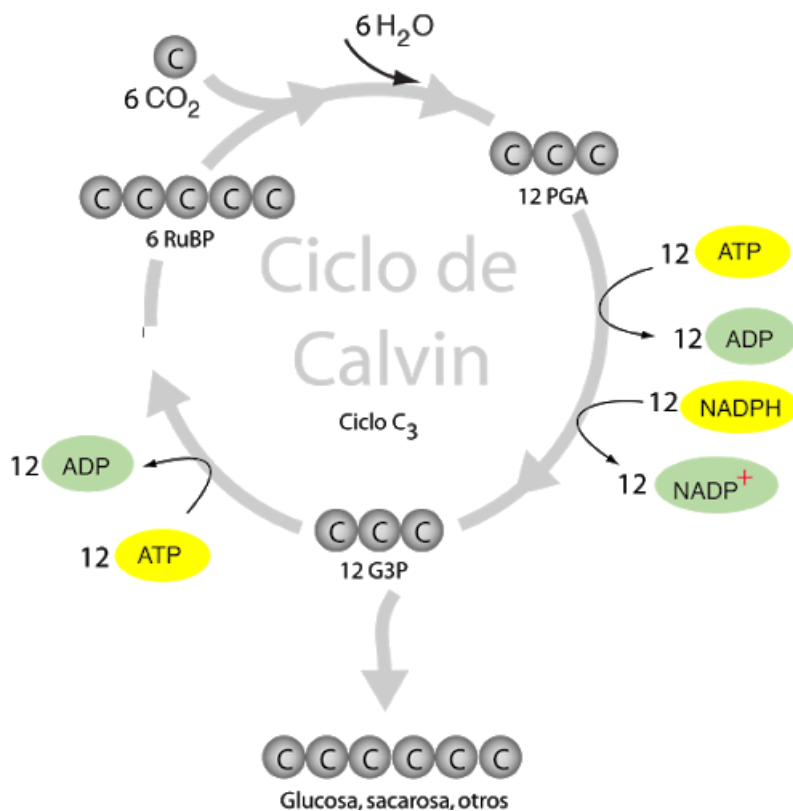 6 H₂O
C
6 CO₂
C C C
12 PGA
C C C C C
6 RuBP
Ciclo de
Calvin
Ciclo C₃
12 ATP
12 ADP
12 NADPH
12 NADP⁺
12 ADP
12 ATP
C C C
12 G3P
C C C C C C
Glucosa, sacarosa, otros